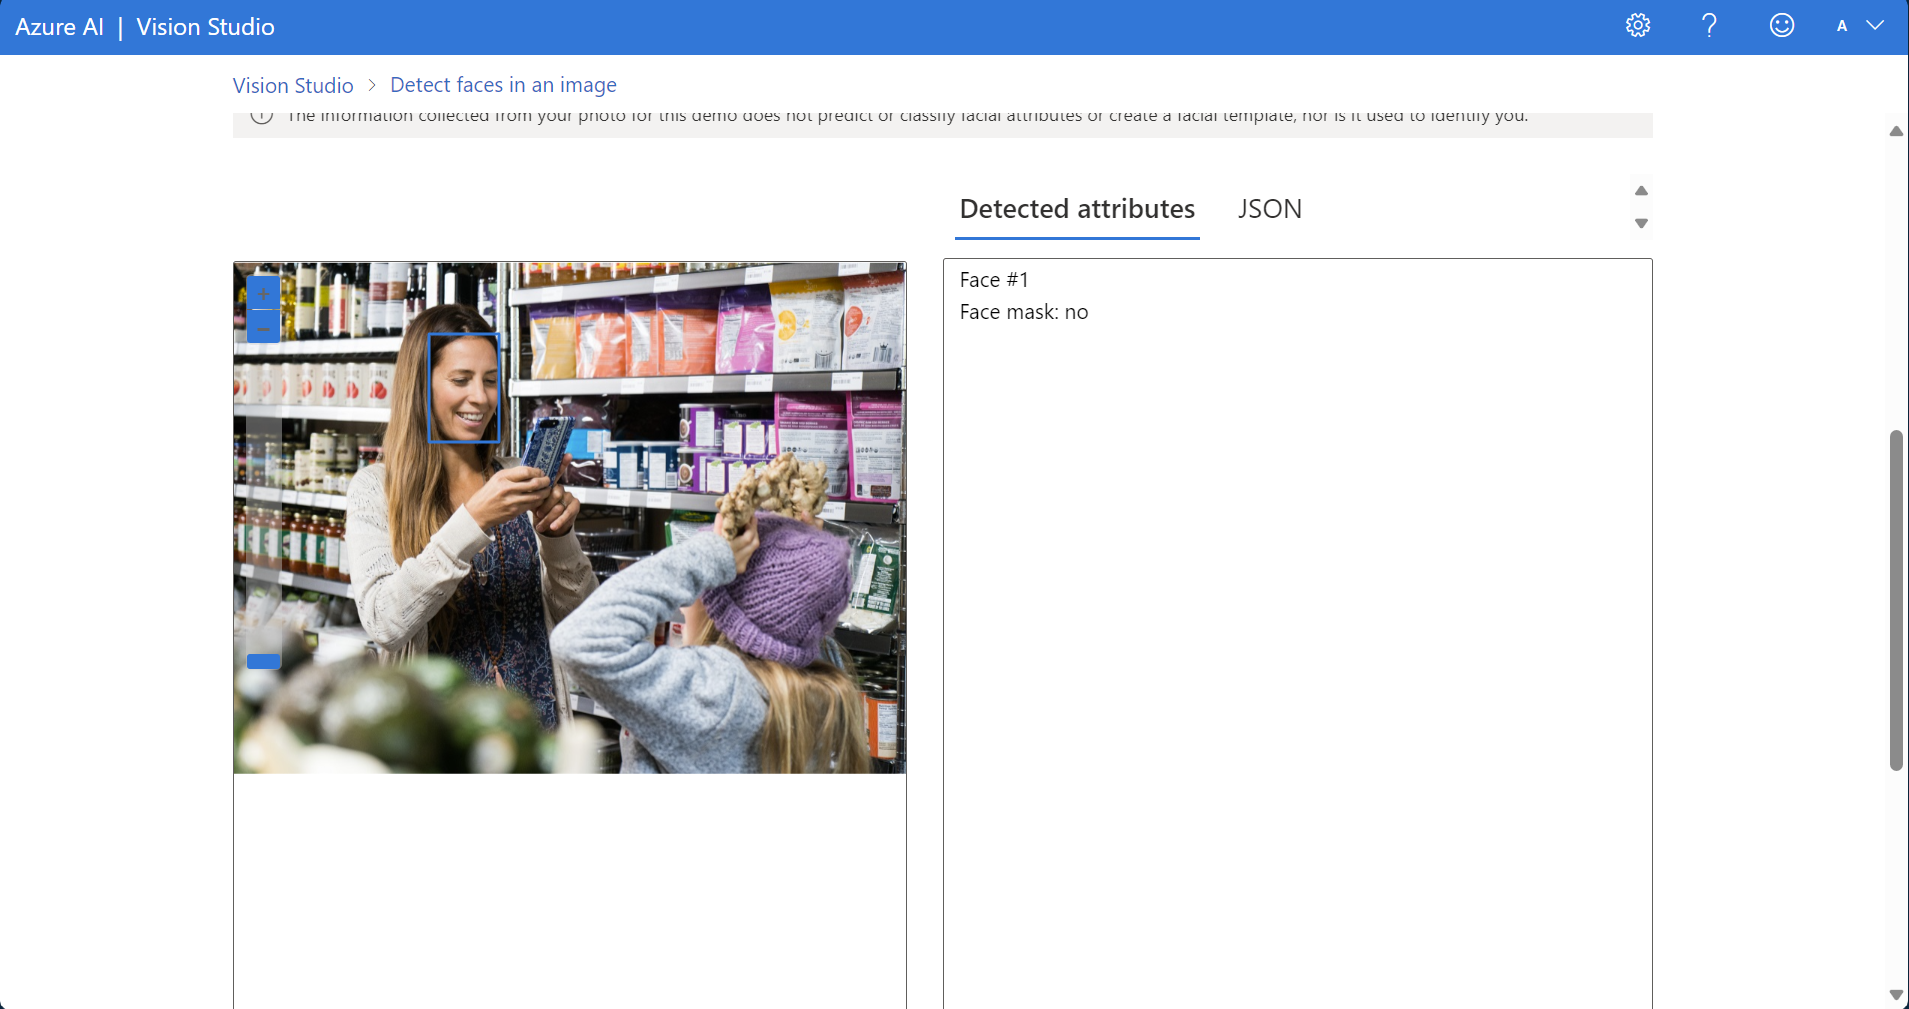 Azure AI | Vision Studio
A
Vision Studio > Detect faces in an image
The information collected from your photo for this demo does not predict or classify facial attributes or create a facial template, nor is it used to identify you.
Detected attributes
JSON
Face #1
Face mask: no